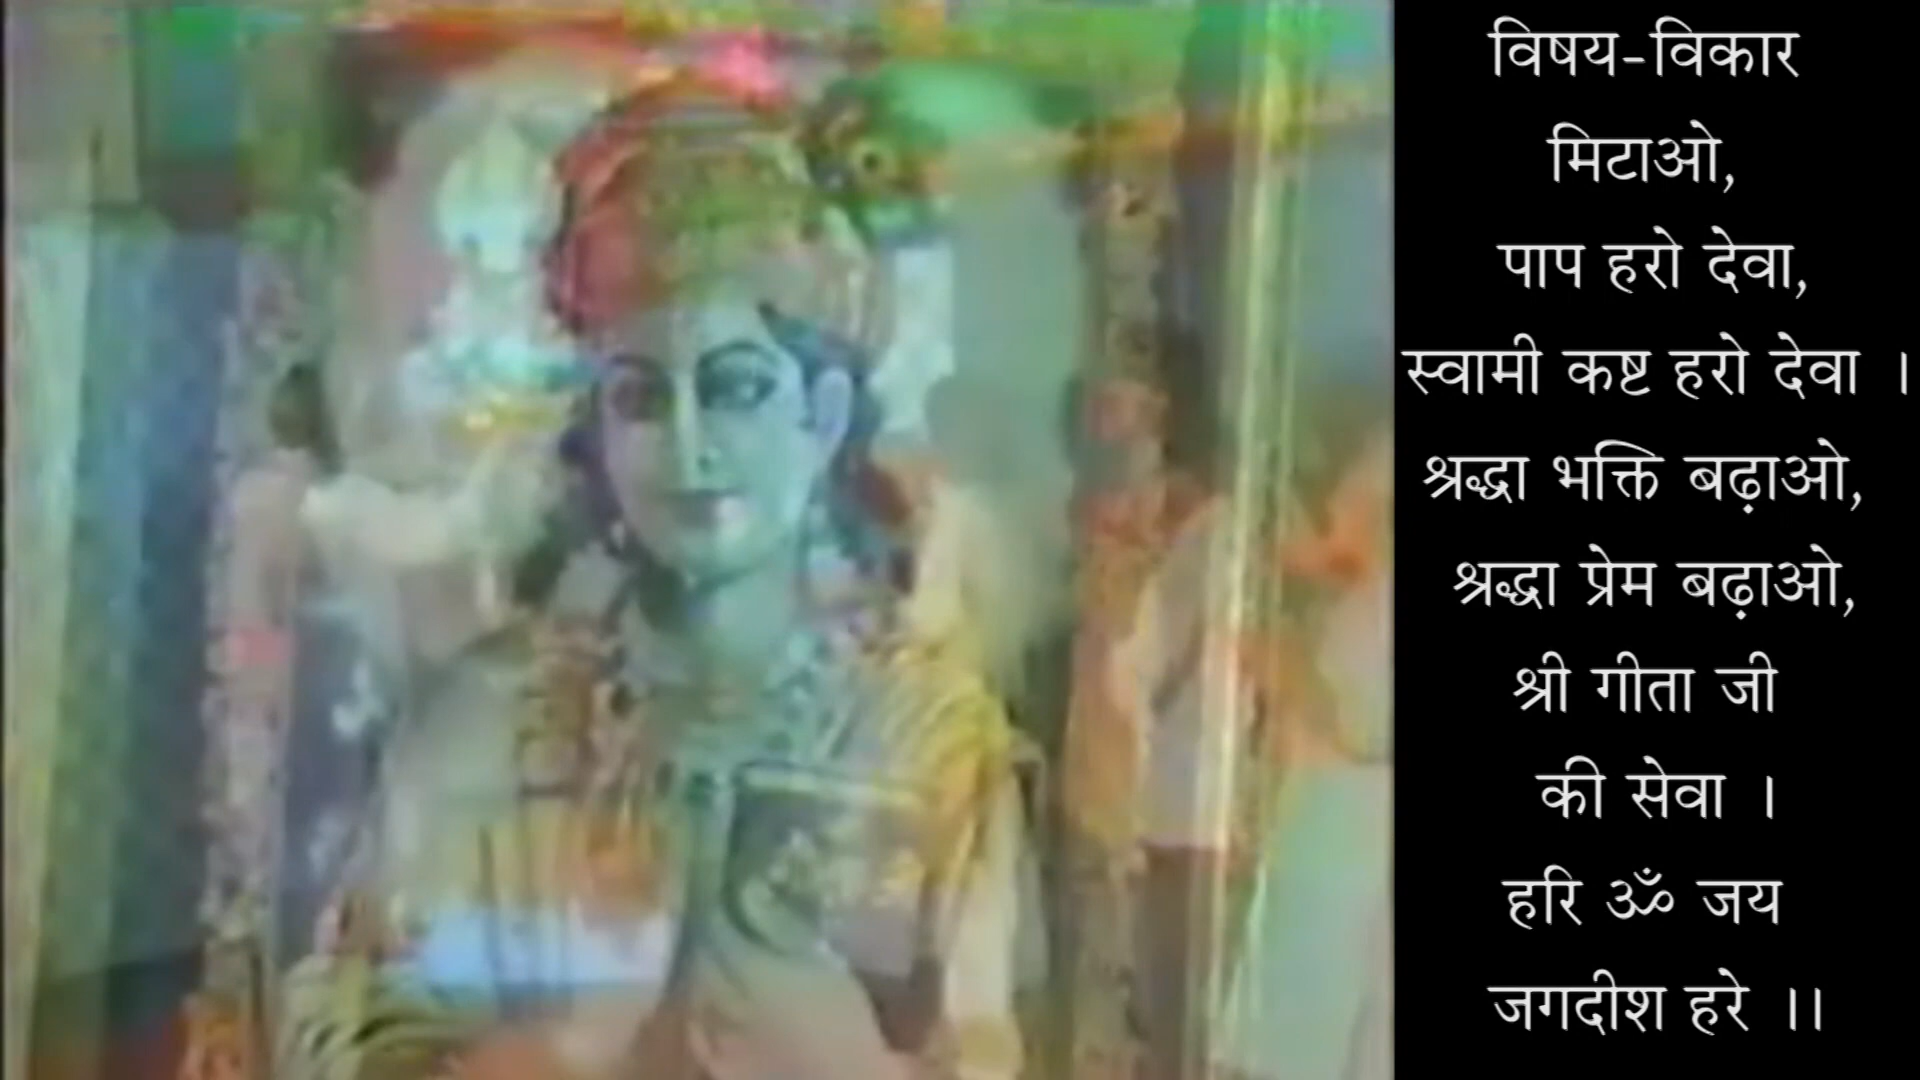 विषय-विकार
मिटाओ,
पाप हरो देवा,
स्वामी कष्ट हरो देवा ।
श्रद्धा भक्ति बढ़ाओ,
श्रद्धा प्रेम बढ़ाओ,
श्री गीता जी
की सेवा ।
हरि ॐ जय
जगदीश हरे ।।